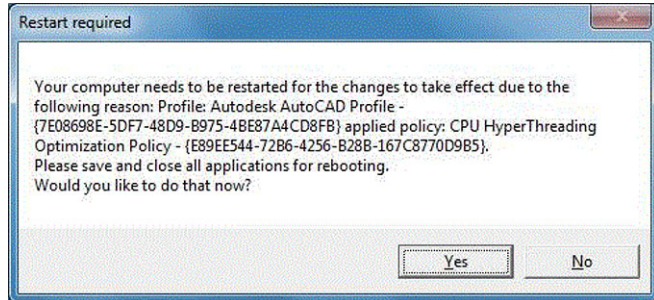 Restart required
Your computer needs to be restarted for the changes to take effect due to the
following reason: Profile: Autodesk AutoCAD Profile -
{7E08698E-5DF7-48D9-B975-4BE87A4CD8FB} applied policy: CPU HyperThreading
Optimization Policy - {E89EE544-72B6-4256-B28B-167C8770D9B5}.
Please save and close all applications for rebooting.
Would you like to do that now?
Yes
No